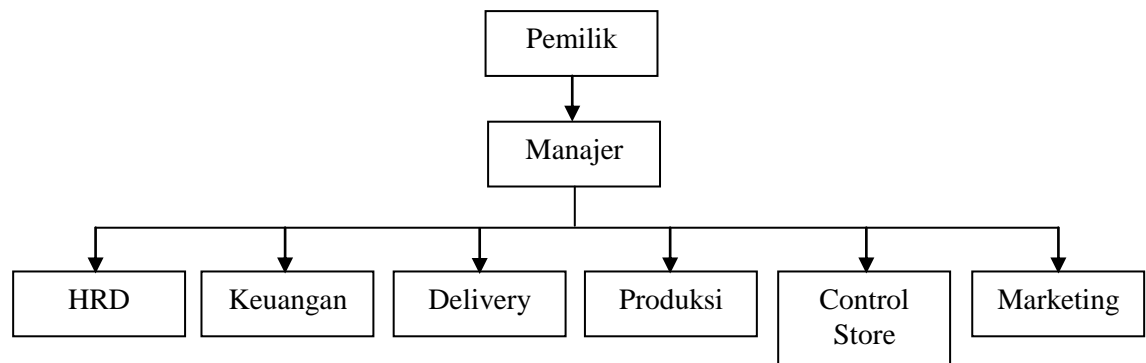 Pemilik
Manajer
HRD
Keuangan
Delivery
Produksi
Control
Store
Marketing